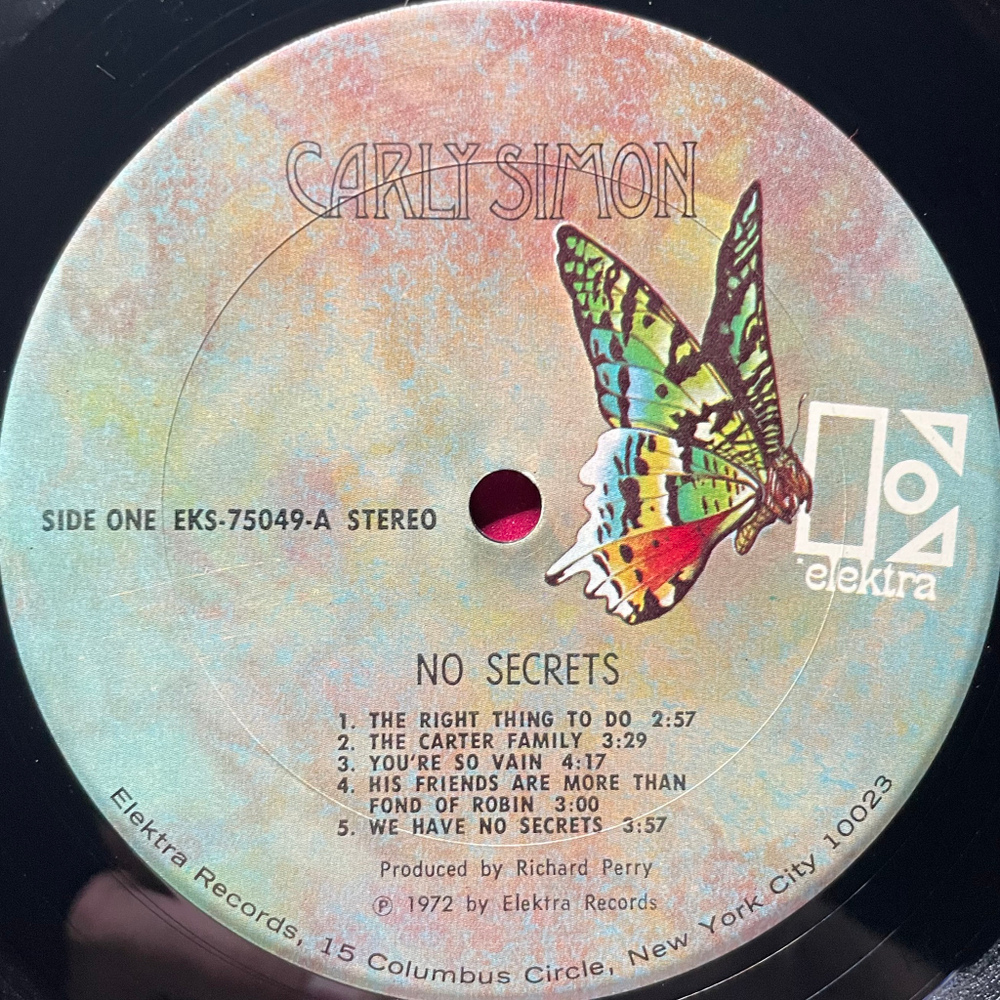 CARLY SIMON
elektra
SIDE ONE EKS-75049-A STEREO
NO SECRETS
1. THE RIGHT THING TO DO 2:57
2. THE CARTER FAMILY 3:29
3. YOU'RE SO VAIN 4:17
4. HIS FRIENDS ARE MORE THAN
FOND OF ROBIN 3:00
5. WE HAVE NO SECRETS 3:57
Produced by Richard Perry
℗ 1972 by Elektra Records
Elektra Records, 15 Columbus Circle, New York City 10023